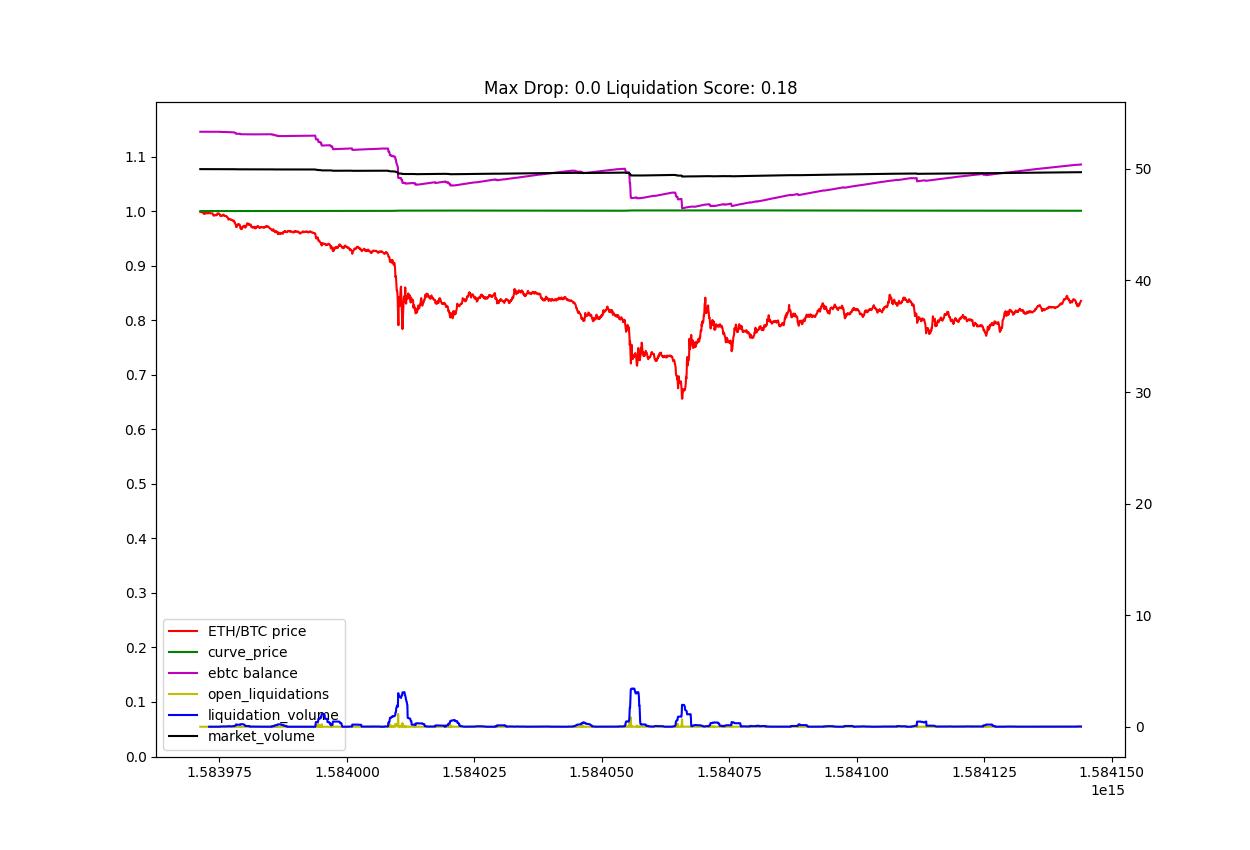 Max Drop: 0.0 Liquidation Score: 0.18
1.1
1.0
0.9
0.8
0.7
0.6
0.5
0.4
0.3
0.2
0.1
0.0
50
40
30
20
10
0
ETH/BTC price
curve_price
ebtc balance
open_liquidations
liquidation_volume
market_volume
1.583975 1.584000 1.584025 1.584050 1.584075 1.584100 1.584125 1.584150
1e15